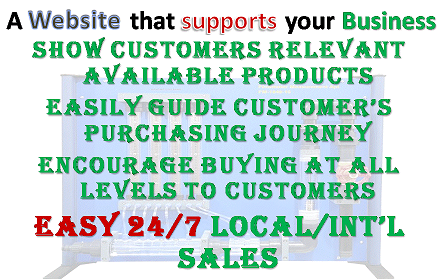 A Website that supports your Business
SHOW CUSTOMERS RELEVANT
AVAILABLE PRODUCTS
EASILY GUIDE CUSTOMER'S
PURCHASING JOURNEY
ENCOURAGE BUYING AT ALL
LEVELS TO CUSTOMERS
EASY 24/7 LOCAL/INT'L
SALES